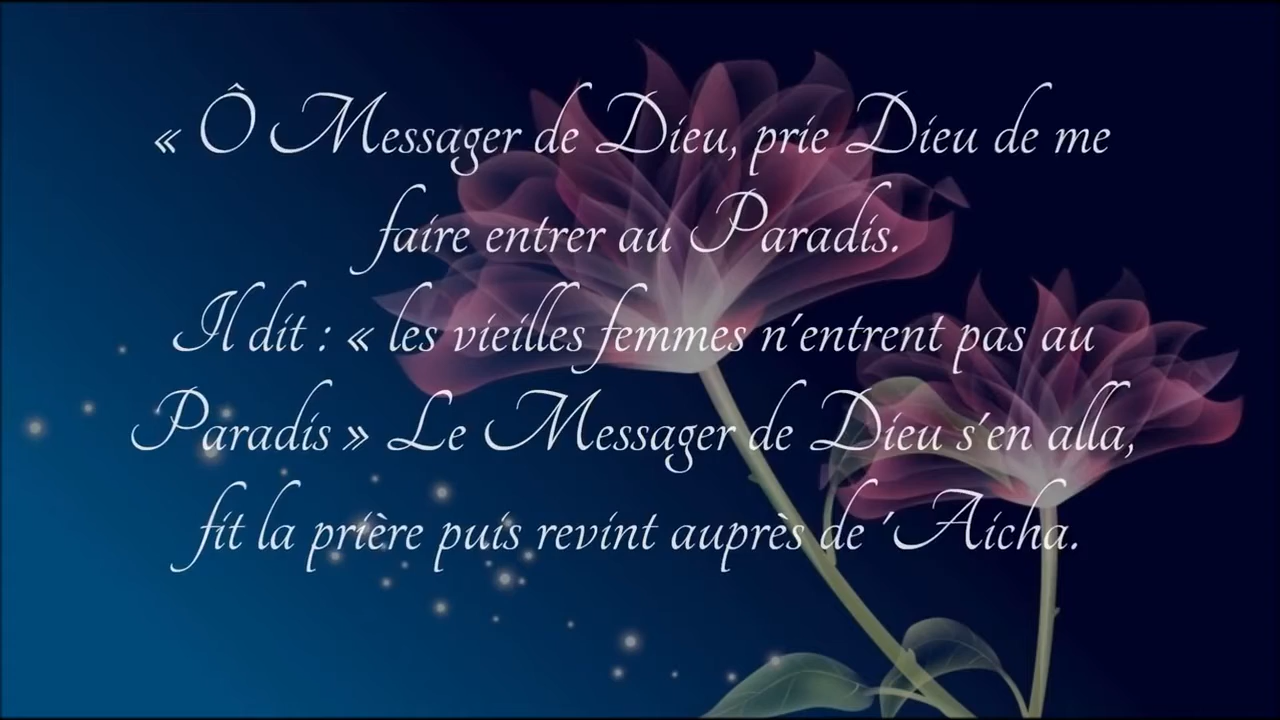 « Ô Messager de Dieu, prie Dieu de me
faire entrer au Paradis.
Il dit : « les vieilles femmes n'entrent pas au
Paradis » Le Messager de Dieu s'en alla,
fit la prière puis revint auprès de 'Aicha.